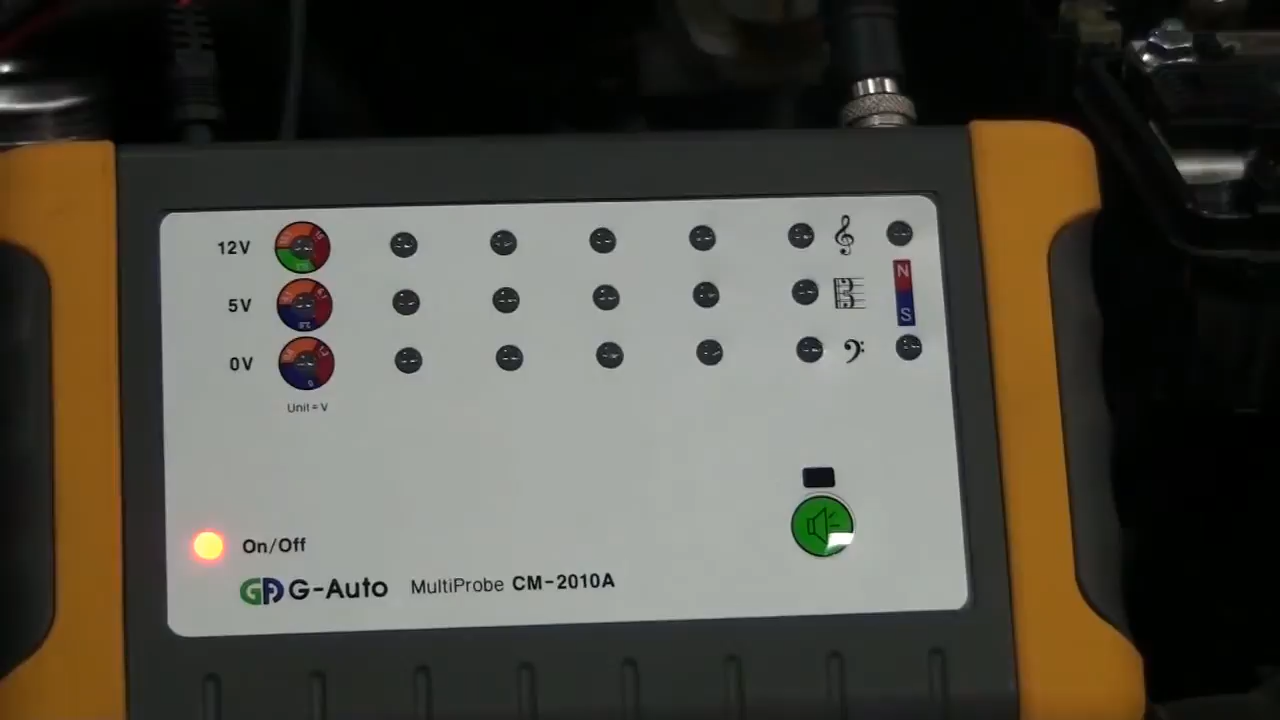 12V
N
5V
S
0V
Unit = V
On/Off
G-Auto MultiProbe CM-2010A